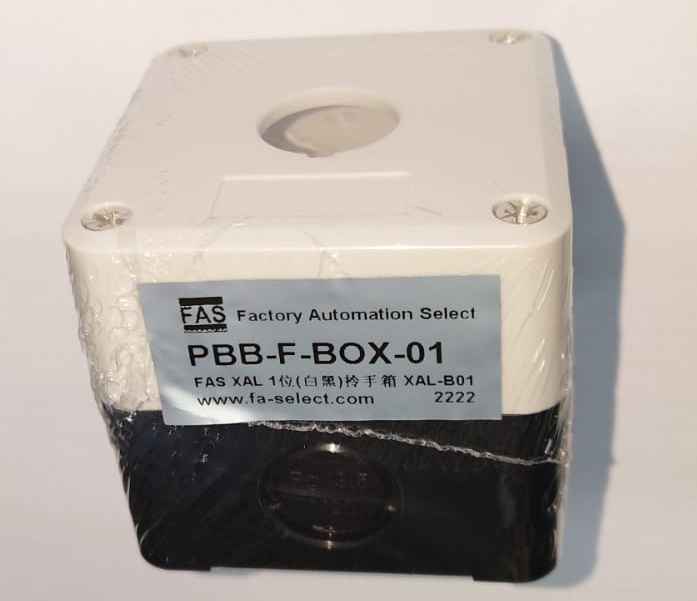 FAS Factory Automation Select
PBB-F-BOX-01
FAS XAL 1位(白黑)拎手箱 XAL-B01
www.fa-select.com 2222